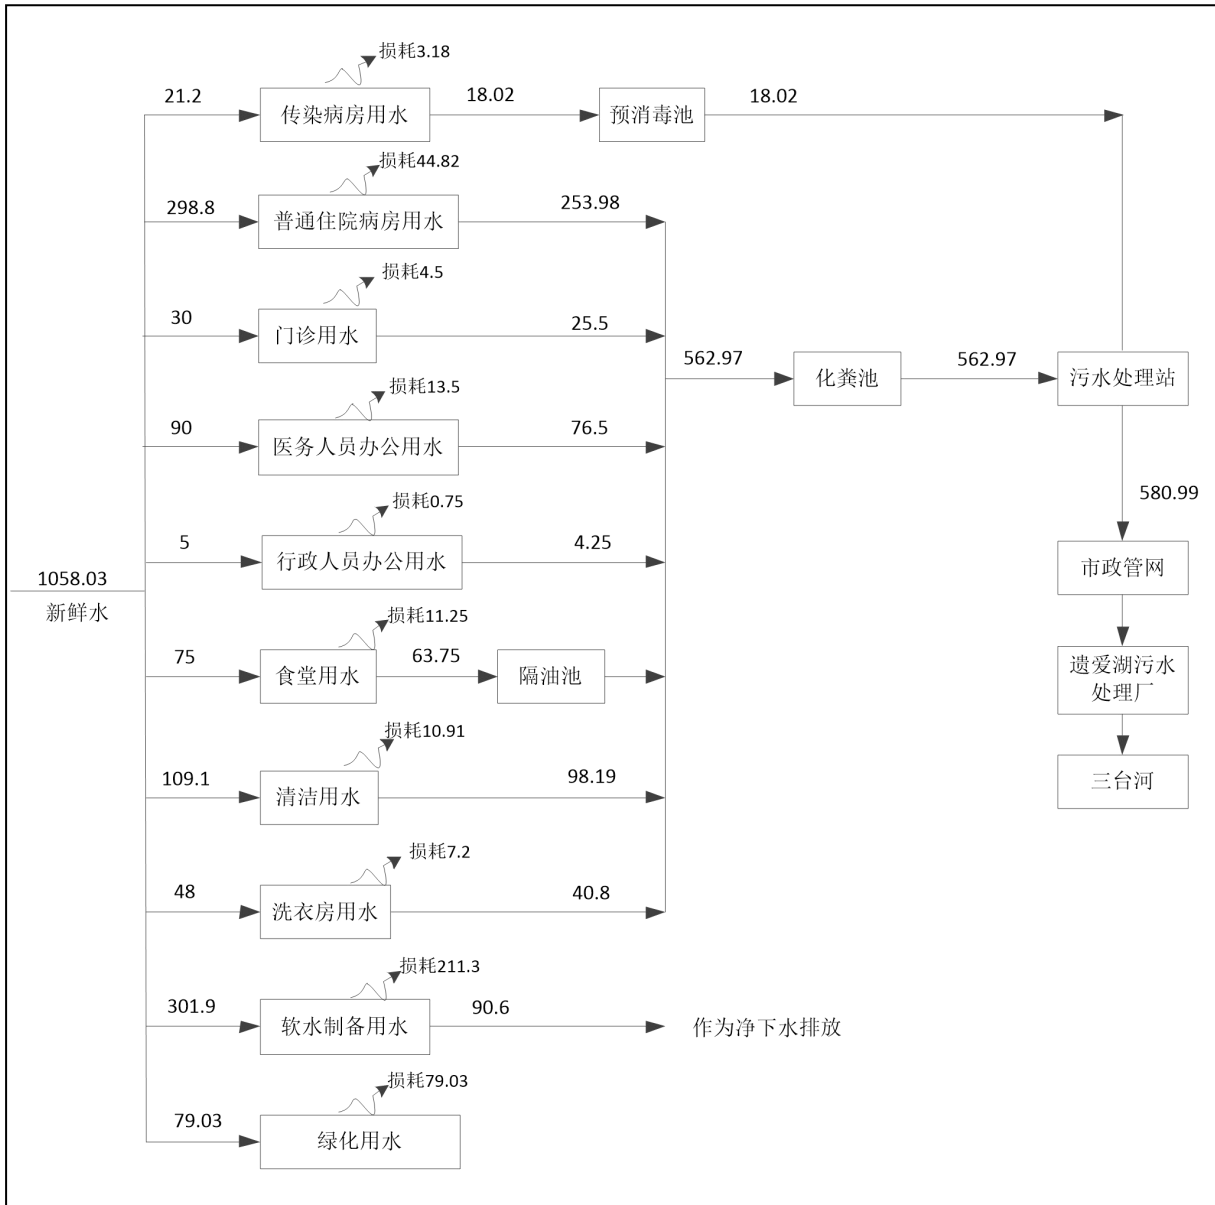 损耗3.18
21.2
传染病房用水
18.02
预消毒池
18.02
损耗44.82
298.8
普通住院病房用水
253.98
损耗4.5
30
门诊用水
25.5
562.97
化粪池
562.97
污水处理站
损耗13.5
90
医务人员办公用水
76.5
580.99
损耗0.75
5
行政人员办公用水
4.25
市政管网
1058.03
新鲜水
损耗11.25
75
食堂用水
63.75
隔油池
遗爱湖污水
处理厂
损耗10.91
109.1
清洁用水
98.19
三台河
损耗7.2
48
洗衣房用水
40.8
损耗211.3
301.9
软水制备用水
90.6
作为净下水排放
损耗79.03
79.03
绿化用水